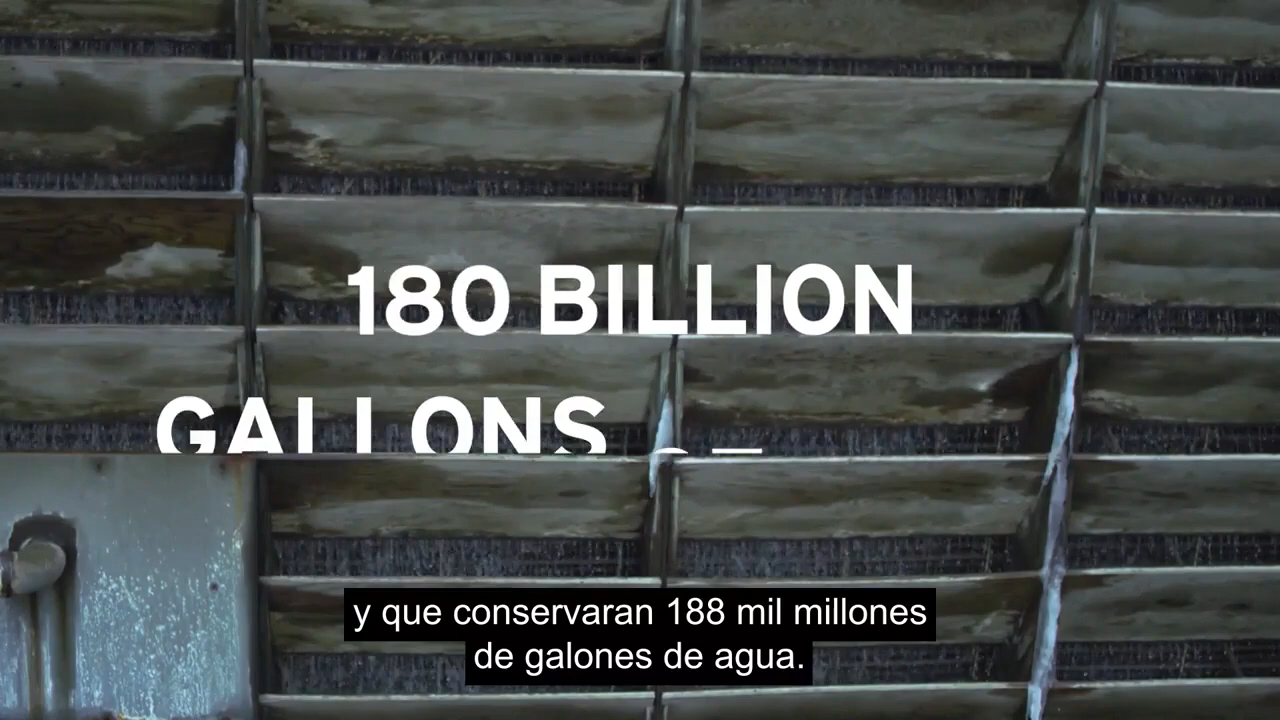 180 BILLION
GALLONS
y que conservaran 188 mil millones
de galones de agua.